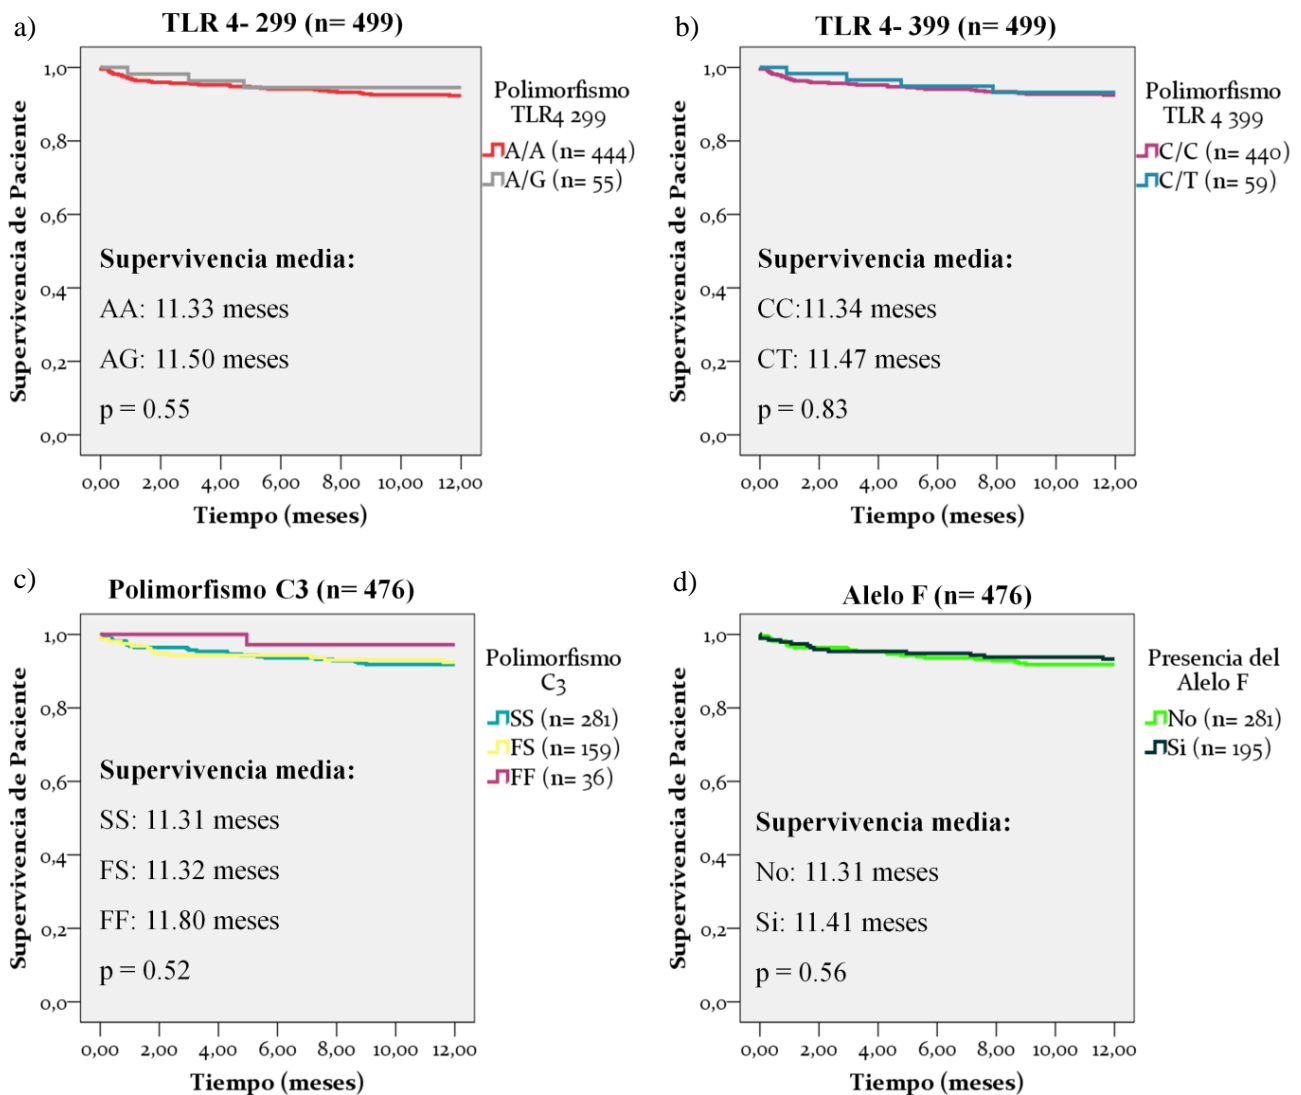 a)
TLR 4- 299 (n= 499)
Supervivencia de Paciente
1,0
0,8
0,6
0,4
0,2
0,0
Supervivencia media:
AA: 11.33 meses
AG: 11.50 meses
p = 0.55
0,00 2,00 4,00 6,00 8,00 10,00 12,00
Tiempo (meses)
Polimorfismo
TLR4 299
A/A (n= 444)
A/G (n= 55)
b)
TLR 4- 399 (n= 499)
Supervivencia de Paciente
1,0
0,8
0,6
0,4
0,2
0,0
Supervivencia media:
CC:11.34 meses
CT: 11.47 meses
p = 0.83
0,00 2,00 4,00 6,00 8,00 10,00 12,00
Tiempo (meses)
Polimorfismo
TLR 4 399
C/C (n= 440)
C/T (n= 59)
c)
Polimorfismo C3 (n= 476)
Supervivencia de Paciente
1,0
0,8
0,6
0,4
0,2
0,0
Supervivencia media:
SS: 11.31 meses
FS: 11.32 meses
FF: 11.80 meses
p = 0.52
0,00 2,00 4,00 6,00 8,00 10,00 12,00
Tiempo (meses)
Polimorfismo
C3
SS (n= 281)
FS (n= 159)
FF (n= 36)
d)
Alelo F (n= 476)
Supervivencia de Paciente
1,0
0,8
0,6
0,4
0,2
0,0
Supervivencia media:
No: 11.31 meses
Si: 11.41 meses
p = 0.56
0,00 2,00 4,00 6,00 8,00 10,00 12,00
Tiempo (meses)
Presencia del
Alelo F
No (n= 281)
Si (n= 195)